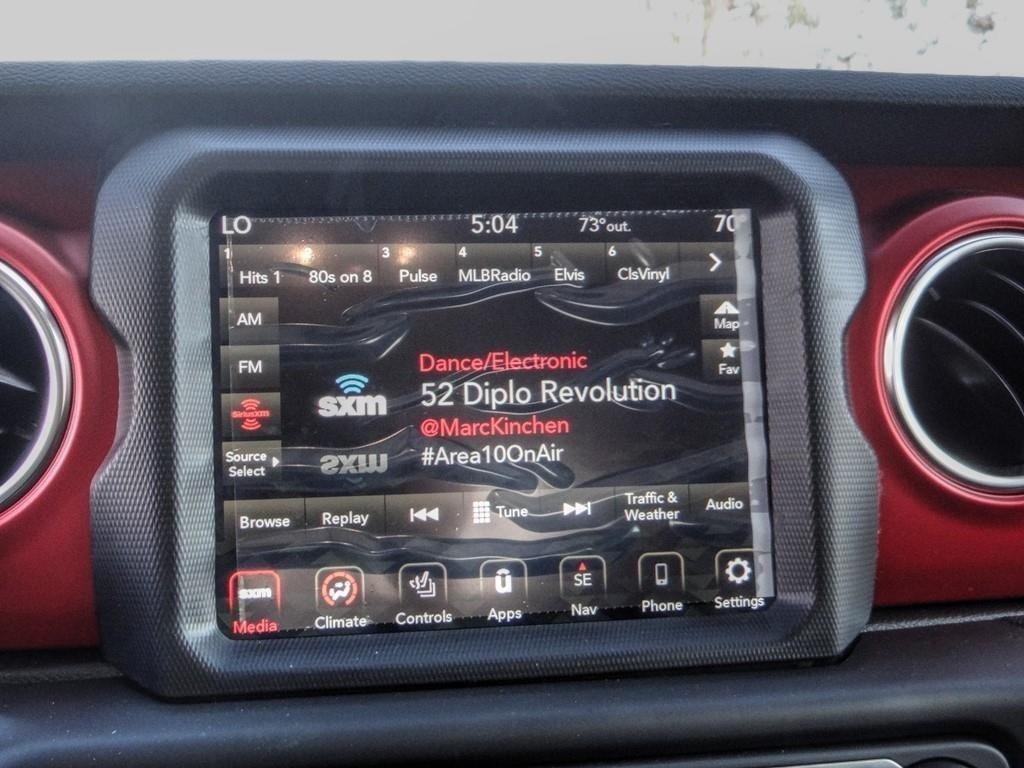 LO 5:04 73°out. 70°
1 2 3 4 5 6
Hits 1 80s on 8 Pulse MLBRadio Elvis ClsVinyl
AM
Map
FM
Fav
Dance/Electronic
sxm 52 Diplo Revolution
SiriusXM
@MarcKinchen
Source
Select
#Area10OnAir
Browse Replay Tune
Traffic &
Weather
Audio
sxm
SE
Media Climate Controls Apps Nav Phone Settings